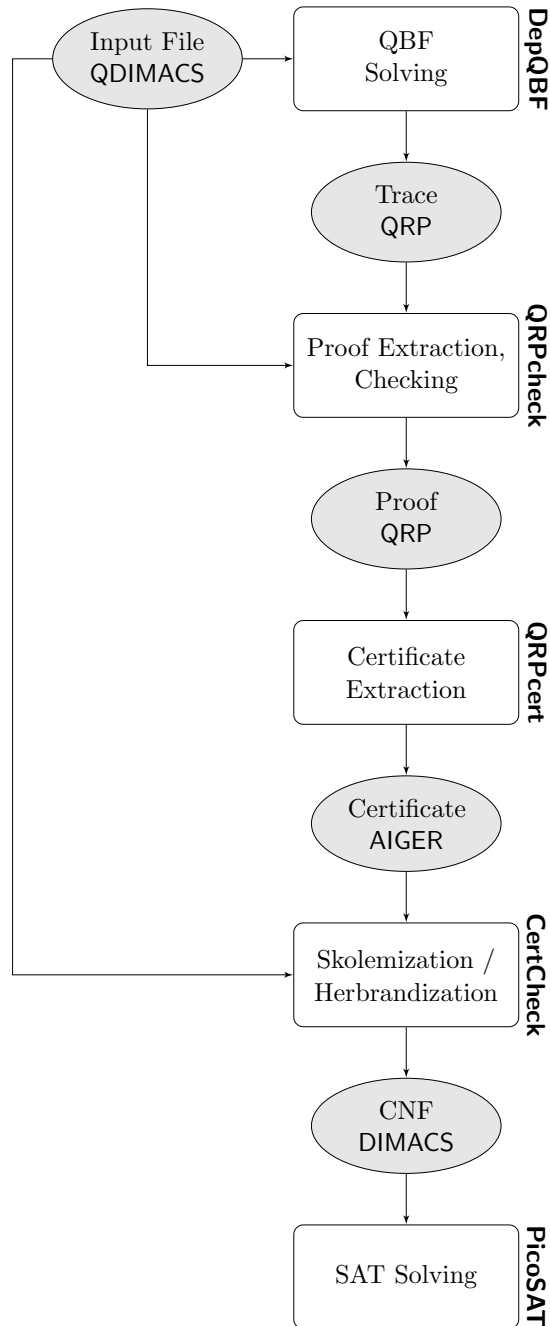 Input File
QDIMACS
QBF
Solving
DepQBF
Trace
QRP
Proof Extraction,
Checking
QRPcheck
Proof
QRP
Certificate
Extraction
QRPcert
Certificate
AIGER
Skolemization /
Herbrandization
CertCheck
CNF
DIMACS
SAT Solving
PicoSAT